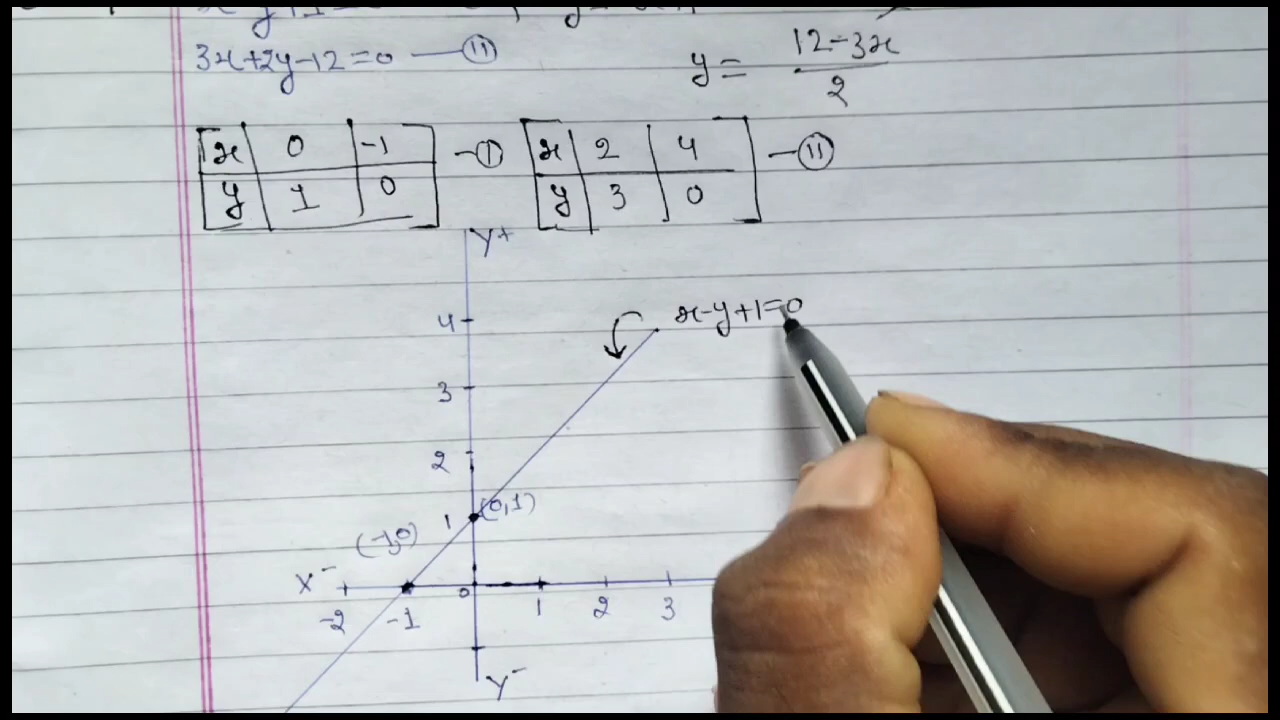 3x+2y-12=0 —(II)
y = 12-3x / 2
x 0 -1 —(I)
y 1 0
x 2 4 —(II)
y 3 0
Y+
x-y+1=0
4
3
2
(0,1)
1
(-1,0)
X-
0
-2 -1 1 2 3
Y-